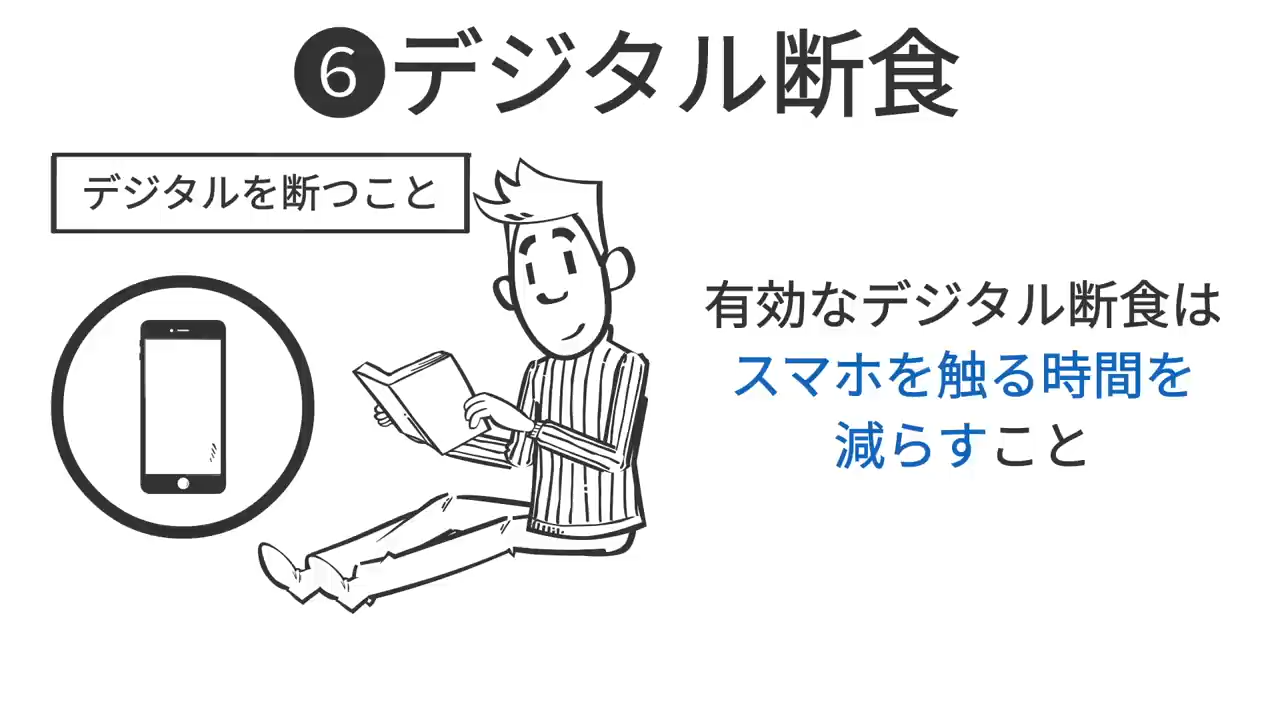 ❻デジタル断食
デジタルを断つこと
有効なデジタル断食は
スマホを触る時間を
減らすこと